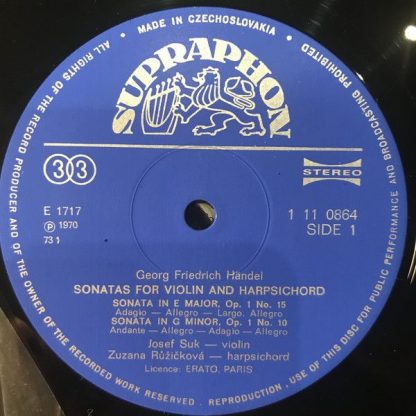 MADE IN CZECHOSLOVAKIA
ALL RIGHTS OF THE RECORD PRODUCER AND OF THE OWNER OF THE RECORDED WORK RESERVED. REPRODUCTION. USE OF THIS DISC FOR PUBLIC PERFORMANCE AND BROADCASTING PROHIBITED
SUPRAPHON
33
STEREO
E 1717
1 11 0864
℗ 1970
SIDE 1
73 1
Georg Friedrich Händel
SONATAS FOR VIOLIN AND HARPSICHORD
SONATA IN E MAJOR, Op. 1 No. 15
Adagio – Allegro – Largo, Allegro
SONATA IN G MINOR, Op. 1 No. 10
Andante – Allegro – Adagio – Allegro
Josef Suk – violin
Zuzana Růžičková – harpsichord
Licence: ERATO, PARIS